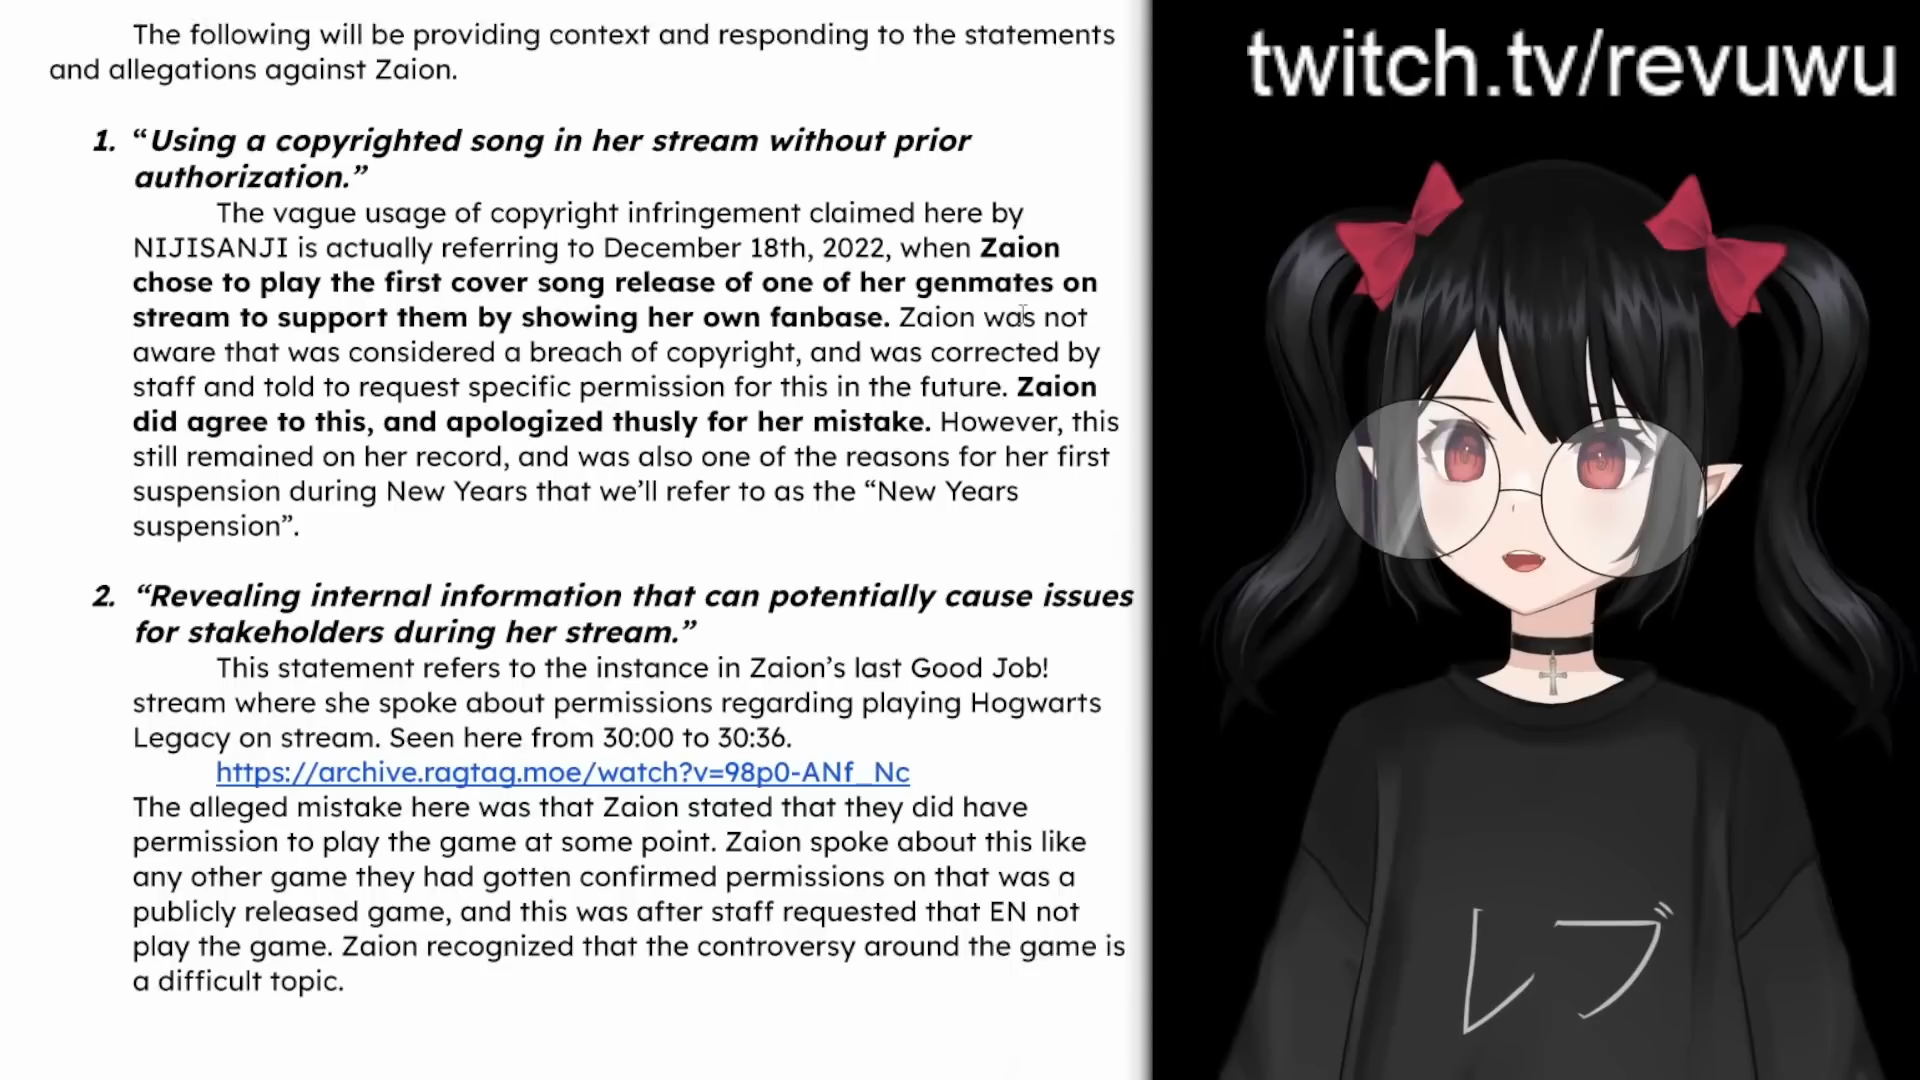 The following will be providing context and responding to the statements
and allegations against Zaion.
1. “Using a copyrighted song in her stream without prior
authorization.”
The vague usage of copyright infringement claimed here by
NIJISANJI is actually referring to December 18th, 2022, when Zaion
chose to play the first cover song release of one of her genmates on
stream to support them by showing her own fanbase. Zaion was not
aware that was considered a breach of copyright, and was corrected by
staff and told to request specific permission for this in the future. Zaion
did agree to this, and apologized thusly for her mistake. However, this
still remained on her record, and was also one of the reasons for her first
suspension during New Years that we’ll refer to as the “New Years
suspension”.
2. “Revealing internal information that can potentially cause issues
for stakeholders during her stream.”
This statement refers to the instance in Zaion’s last Good Job!
stream where she spoke about permissions regarding playing Hogwarts
Legacy on stream. Seen here from 30:00 to 30:36.
https://archive.ragtag.moe/watch?v=98p0-ANf_Nc
The alleged mistake here was that Zaion stated that they did have
permission to play the game at some point. Zaion spoke about this like
any other game they had gotten confirmed permissions on that was a
publicly released game, and this was after staff requested that EN not
play the game. Zaion recognized that the controversy around the game is
a difficult topic.
twitch.tv/revuwu
レブ